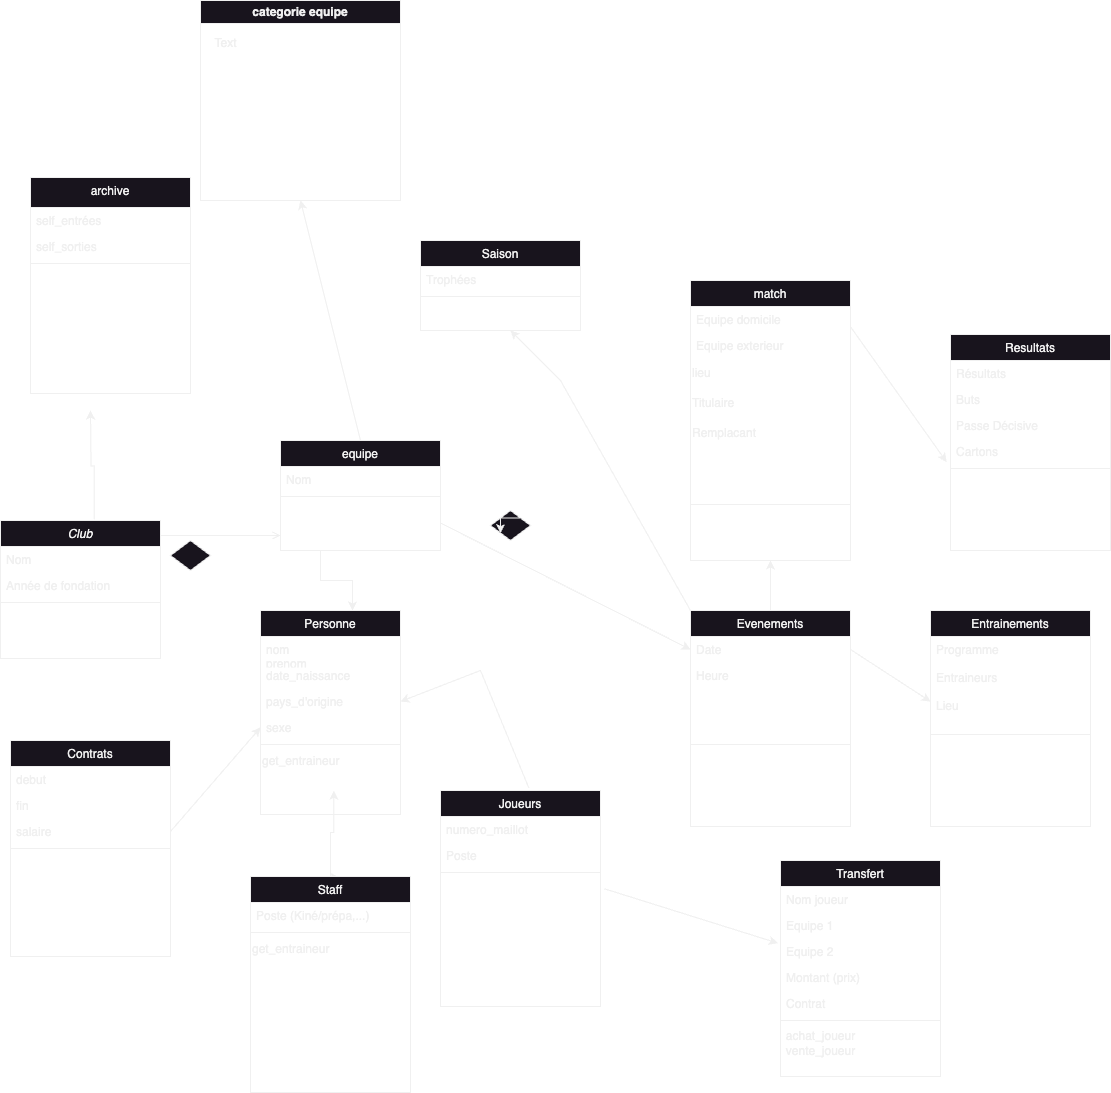 categorie equipe
Text
archive
self_entrées
self_sorties
Saison
Trophées
match
Equipe domicile
Equipe exterieur
lieu
Titulaire
Remplacant
Resultats
Résultats
Buts
Passe Décisive
Cartons
equipe
Nom
Club
Nom
Année de fondation
Personne
nom
prenom
date_naissance
pays_d'origine
sexe
get_entraineur
Evenements
Date
Heure
Entrainements
Programme
Entraineurs
Lieu
Contrats
debut
fin
salaire
Joueurs
numero_maillot
Poste
Staff
Poste (Kiné/prépa,...)
get_entraineur
Transfert
Nom joueur
Equipe 1
Equipe 2
Montant (prix)
Contrat
achat_joueur
vente_joueur